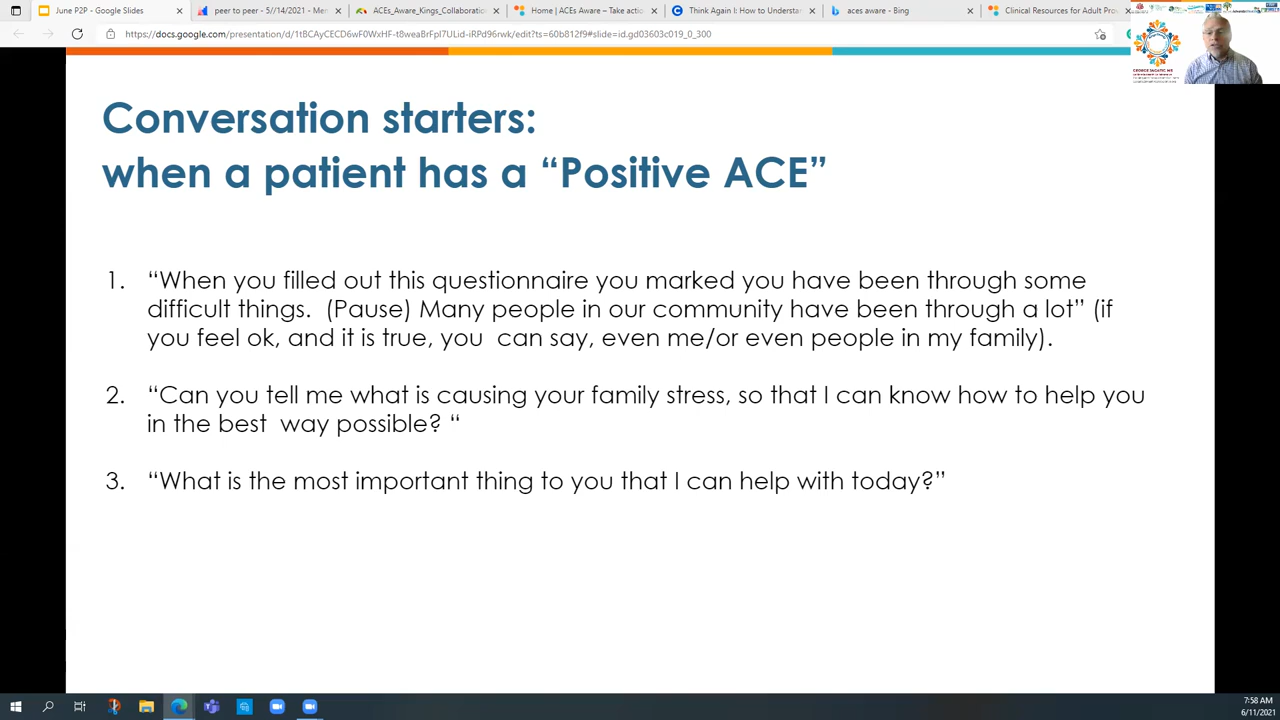 June P2P - Google Slides
peer to peer - 5/14/2021 - Men
ACEs_Aware_Kings_Collaboration
Home | ACEs Aware – Take actio
Think Again I: How to Understan
aces aware - Bing
Clinical Resources for Adult Pro
https://docs.google.com/presentation/d/1tBCAyCECD6wF0WxHF-t8weaBrFpl7ULid-iRPd96rwk/edit?ts=60b812f9#slide=id.gd03603c019_0_300
Conversation starters:
when a patient has a “Positive ACE”
1. “When you filled out this questionnaire you marked you have been through some
difficult things. (Pause) Many people in our community have been through a lot” (if
you feel ok, and it is true, you can say, even me/or even people in my family).
2. “Can you tell me what is causing your family stress, so that I can know how to help you
in the best way possible? “
3. “What is the most important thing to you that I can help with today?”
7:58 AM
6/11/2021